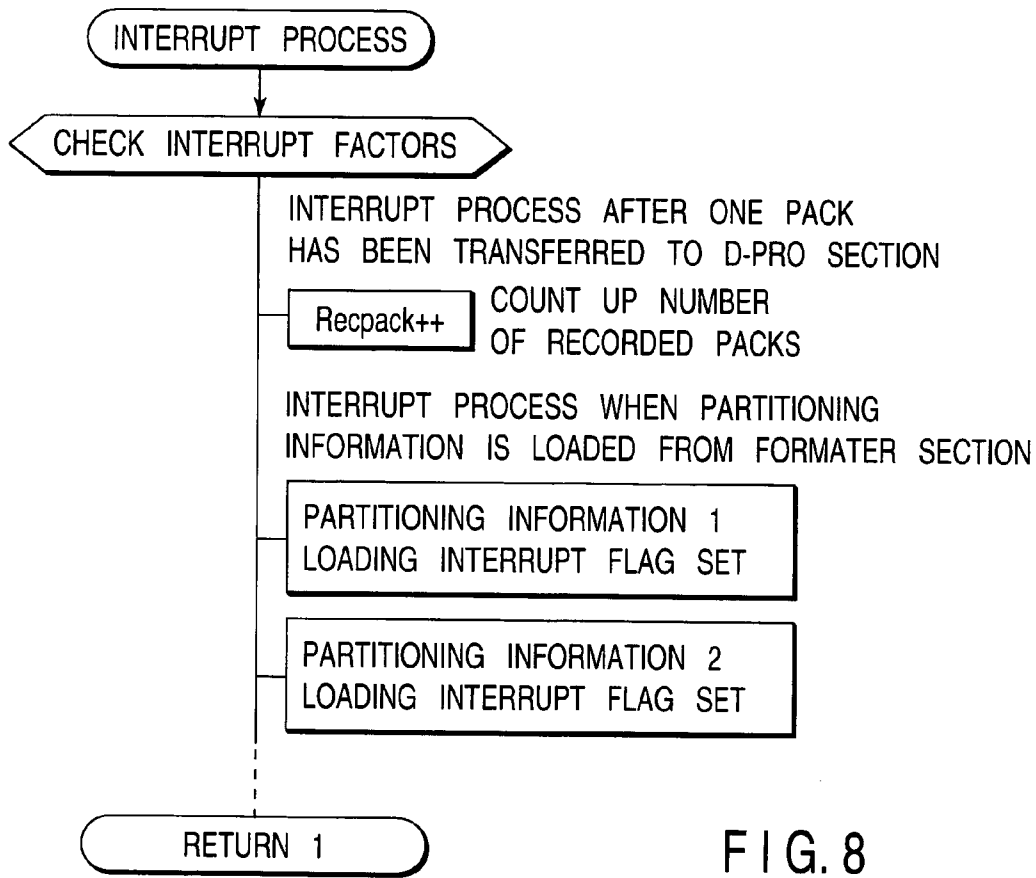 INTERRUPT PROCESS
CHECK INTERRUPT FACTORS
INTERRUPT PROCESS AFTER ONE PACK
HAS BEEN TRANSFERRED TO D-PRO SECTION
Recpack++
COUNT UP NUMBER
OF RECORDED PACKS
INTERRUPT PROCESS WHEN PARTITIONING
INFORMATION IS LOADED FROM FORMATER SECTION
PARTITIONING INFORMATION 1
LOADING INTERRUPT FLAG SET
PARTITIONING INFORMATION 2
LOADING INTERRUPT FLAG SET
RETURN 1
FIG. 8